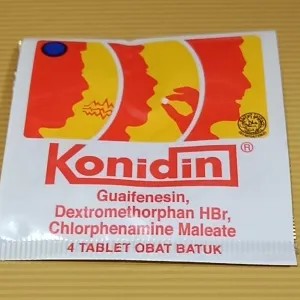 Konidin®
Guaifenesin,
Dextromethorphan HBr,
Chlorphenamine Maleate
4 TABLET OBAT BATUK